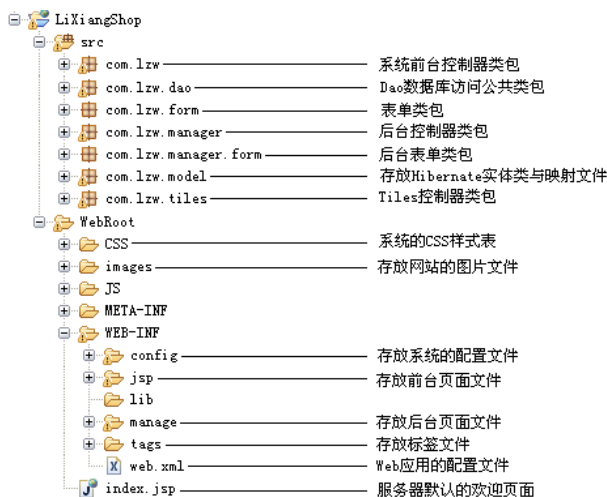 LiXiangShop
src
com.lzw 系统前台控制器类包
com.lzw.dao Dao数据库访问公共类包
com.lzw.form 表单类包
com.lzw.manager 后台控制器类包
com.lzw.manager.form 后台表单类包
com.lzw.model 存放Hibernate实体类与映射文件
com.lzw.tiles Tiles控制器类包
WebRoot
CSS 系统的CSS样式表
images 存放网站的图片文件
JS
META-INF
WEB-INF
config 存放系统的配置文件
jsp 存放前台页面文件
lib
manage 存放后台页面文件
tags 存放标签文件
web.xml Web应用的配置文件
index.jsp 服务器默认的欢迎页面